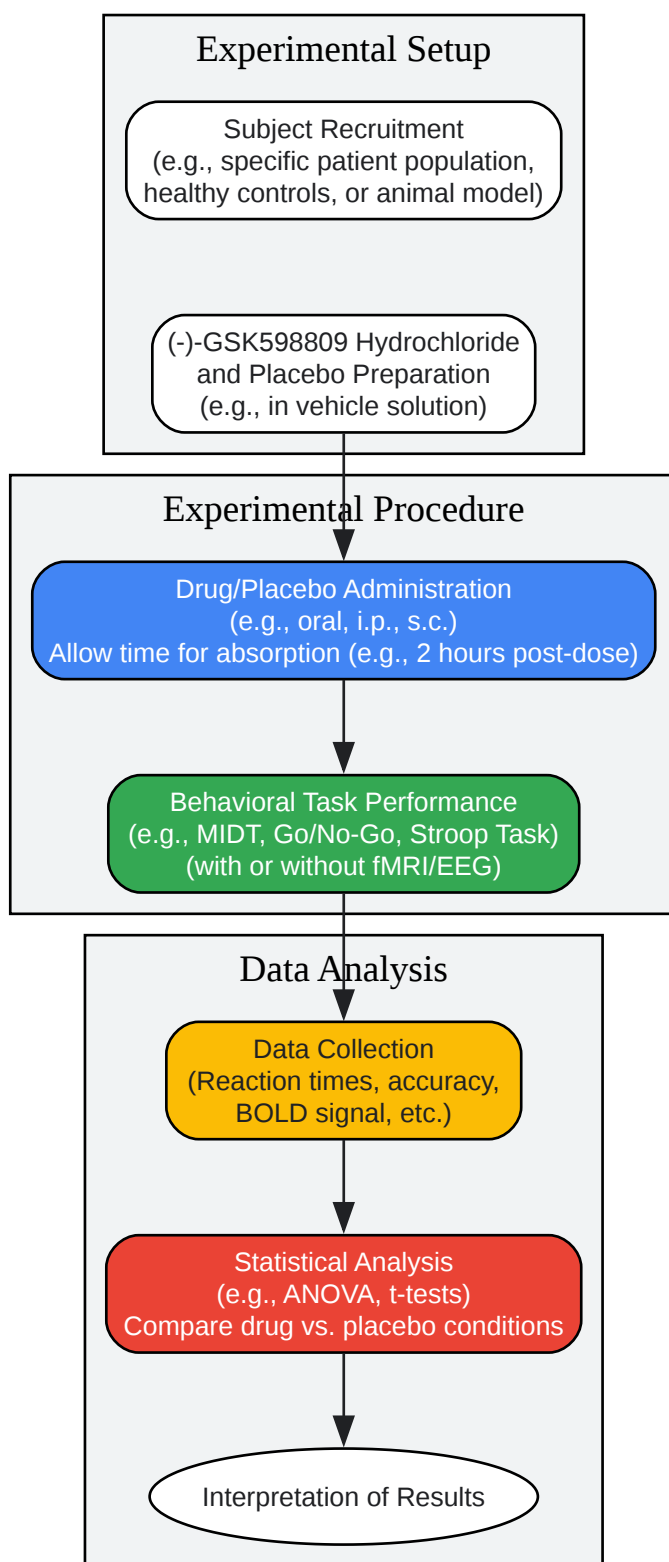 Experimental Setup
Subject Recruitment
(e.g., specific patient population,
healthy controls, or animal model)
(-)-GSK598809 Hydrochloride
and Placebo Preparation
(e.g., in vehicle solution)
Experimental Procedure
Drug/Placebo Administration
(e.g., oral, i.p., s.c.)
Allow time for absorption (e.g., 2 hours post-dose)
Behavioral Task Performance
(e.g., MIDT, Go/No-Go, Stroop Task)
(with or without fMRI/EEG)
Data Analysis
Data Collection
(Reaction times, accuracy,
BOLD signal, etc.)
Statistical Analysis
(e.g., ANOVA, t-tests)
Compare drug vs. placebo conditions
Interpretation of Results